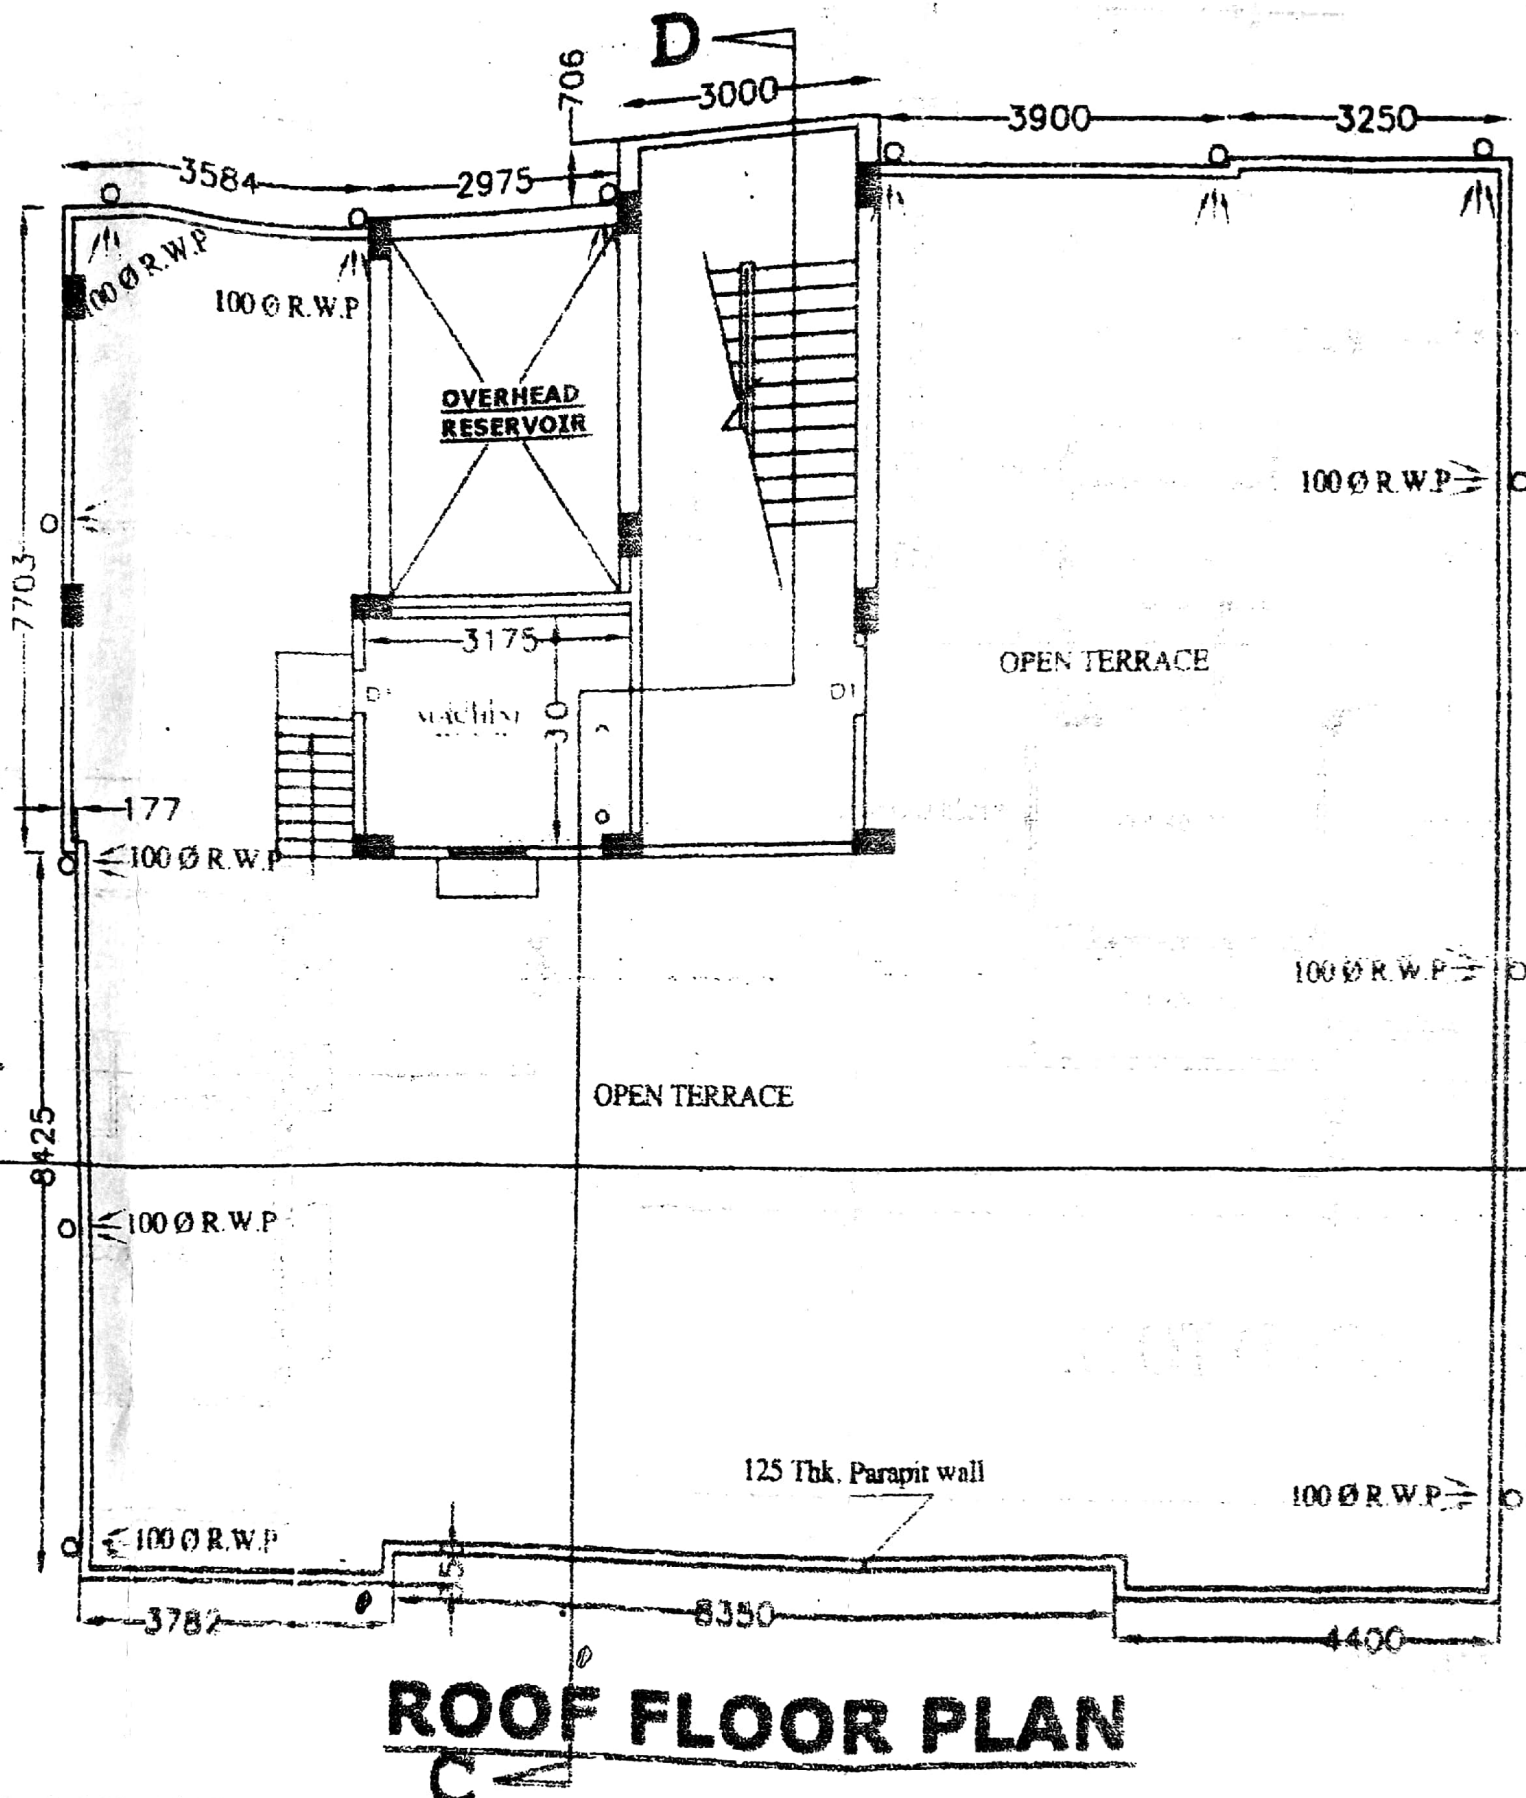 D
706
3000
3900
3250
3584
2975
100 Ø R.W.P
100 Ø R.W.P
OVERHEAD
RESERVOIR
100 Ø R.W.P
7703
3175
OPEN TERRACE
D1
30
177
100 Ø R.W.P
100 Ø R.W.P
OPEN TERRACE
8425
100 Ø R.W.P
125 Thk. Parapit wall
100 Ø R.W.P
100 Ø R.W.P
3782
8350
4400
ROOF FLOOR PLAN
C